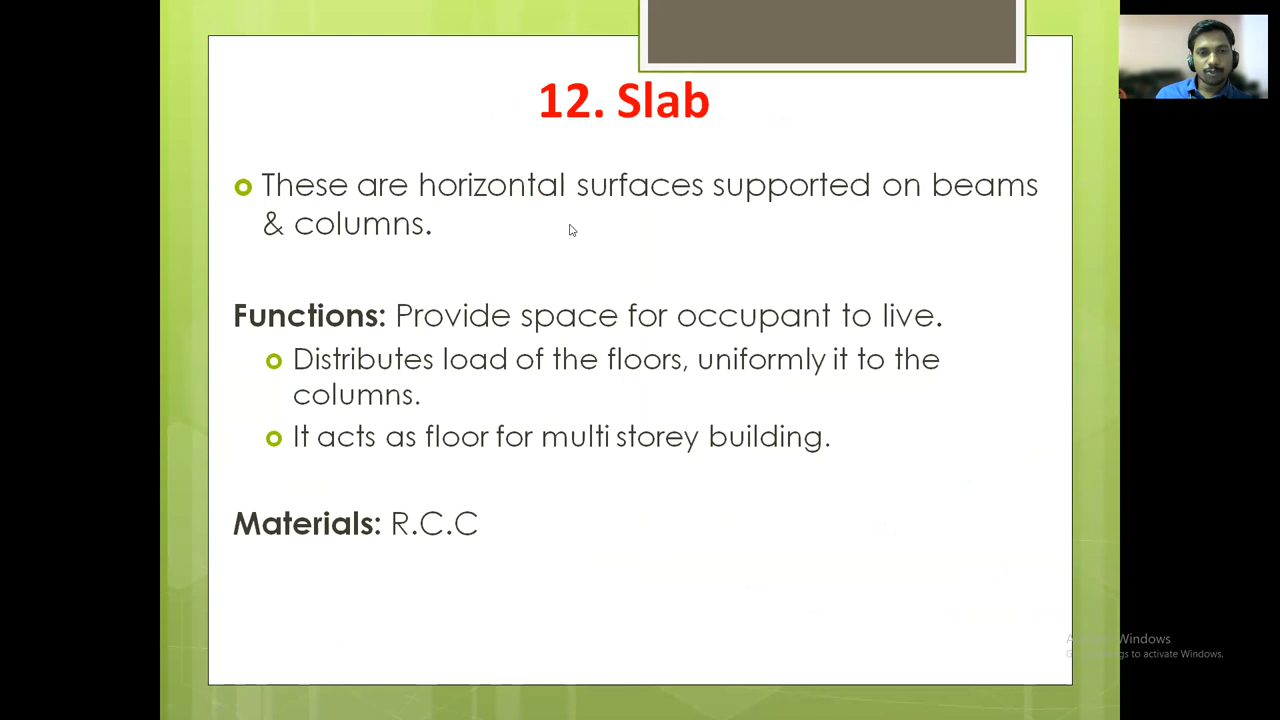 12. Slab
These are horizontal surfaces supported on beams
& columns.
Functions: Provide space for occupant to live.
Distributes load of the floors, uniformly it to the
columns.
It acts as floor for multi storey building.
Materials: R.C.C
Windows
to activate Windows.